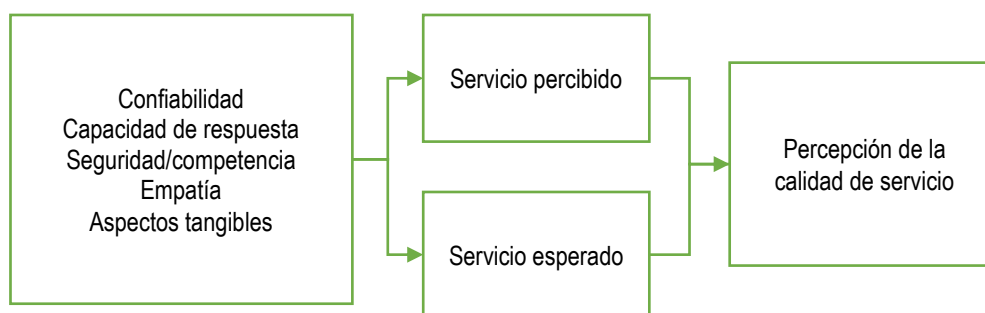 Confiabilidad
Capacidad de respuesta
Seguridad/competencia
Empatía
Aspectos tangibles
Servicio percibido
Servicio esperado
Percepción de la
calidad de servicio